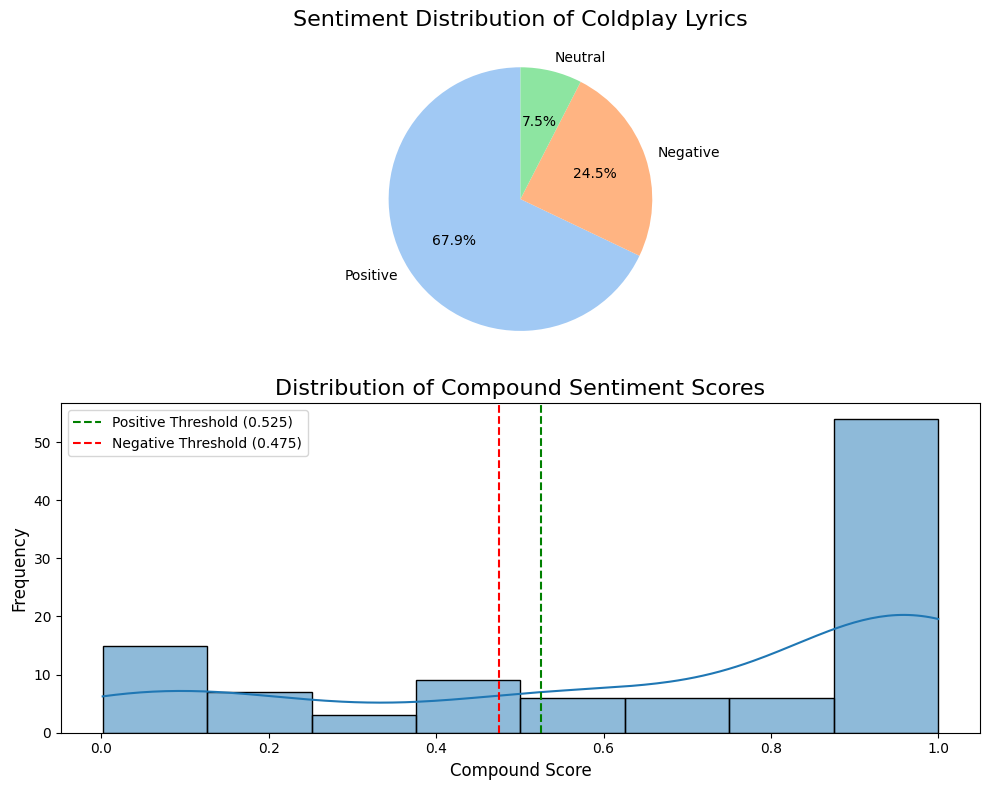 Sentiment Distribution of Coldplay Lyrics
Neutral
7.5%
Negative
24.5%
67.9%
Positive
Distribution of Compound Sentiment Scores
Positive Threshold (0.525)
Negative Threshold (0.475)
50
40
30
20
10
0
Frequency
0.0 0.2 0.4 0.6 0.8 1.0
Compound Score